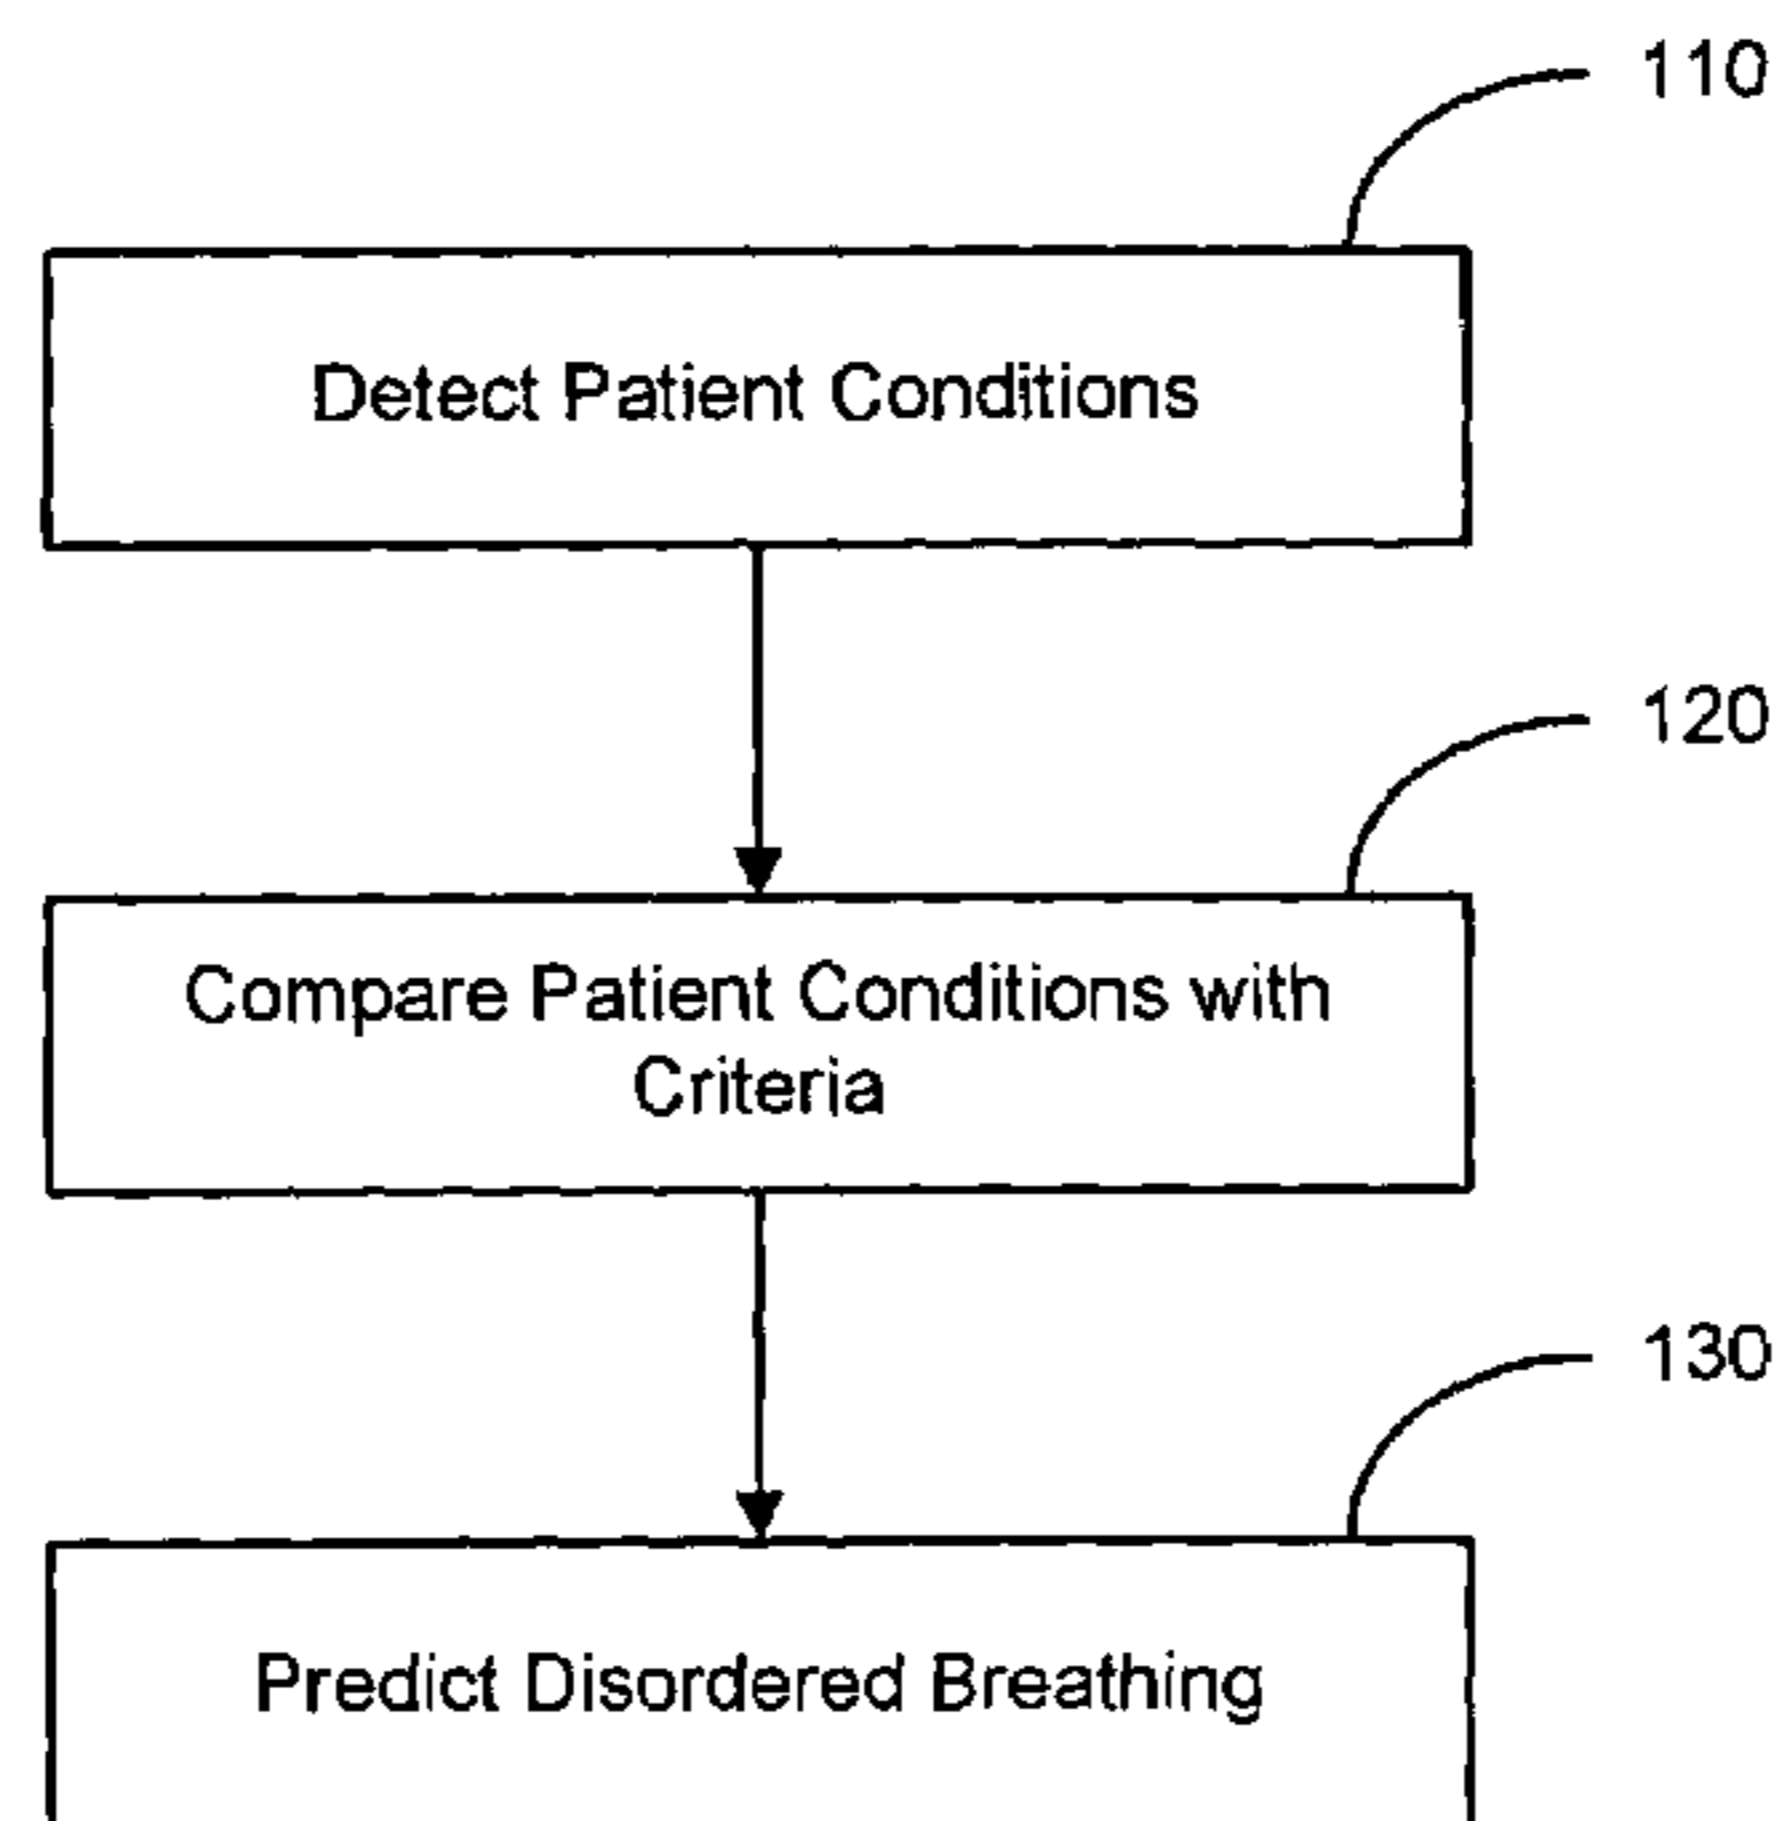 110
Detect Patient Conditions
120
Compare Patient Conditions with
Criteria
130
Predict Disordered Breathing